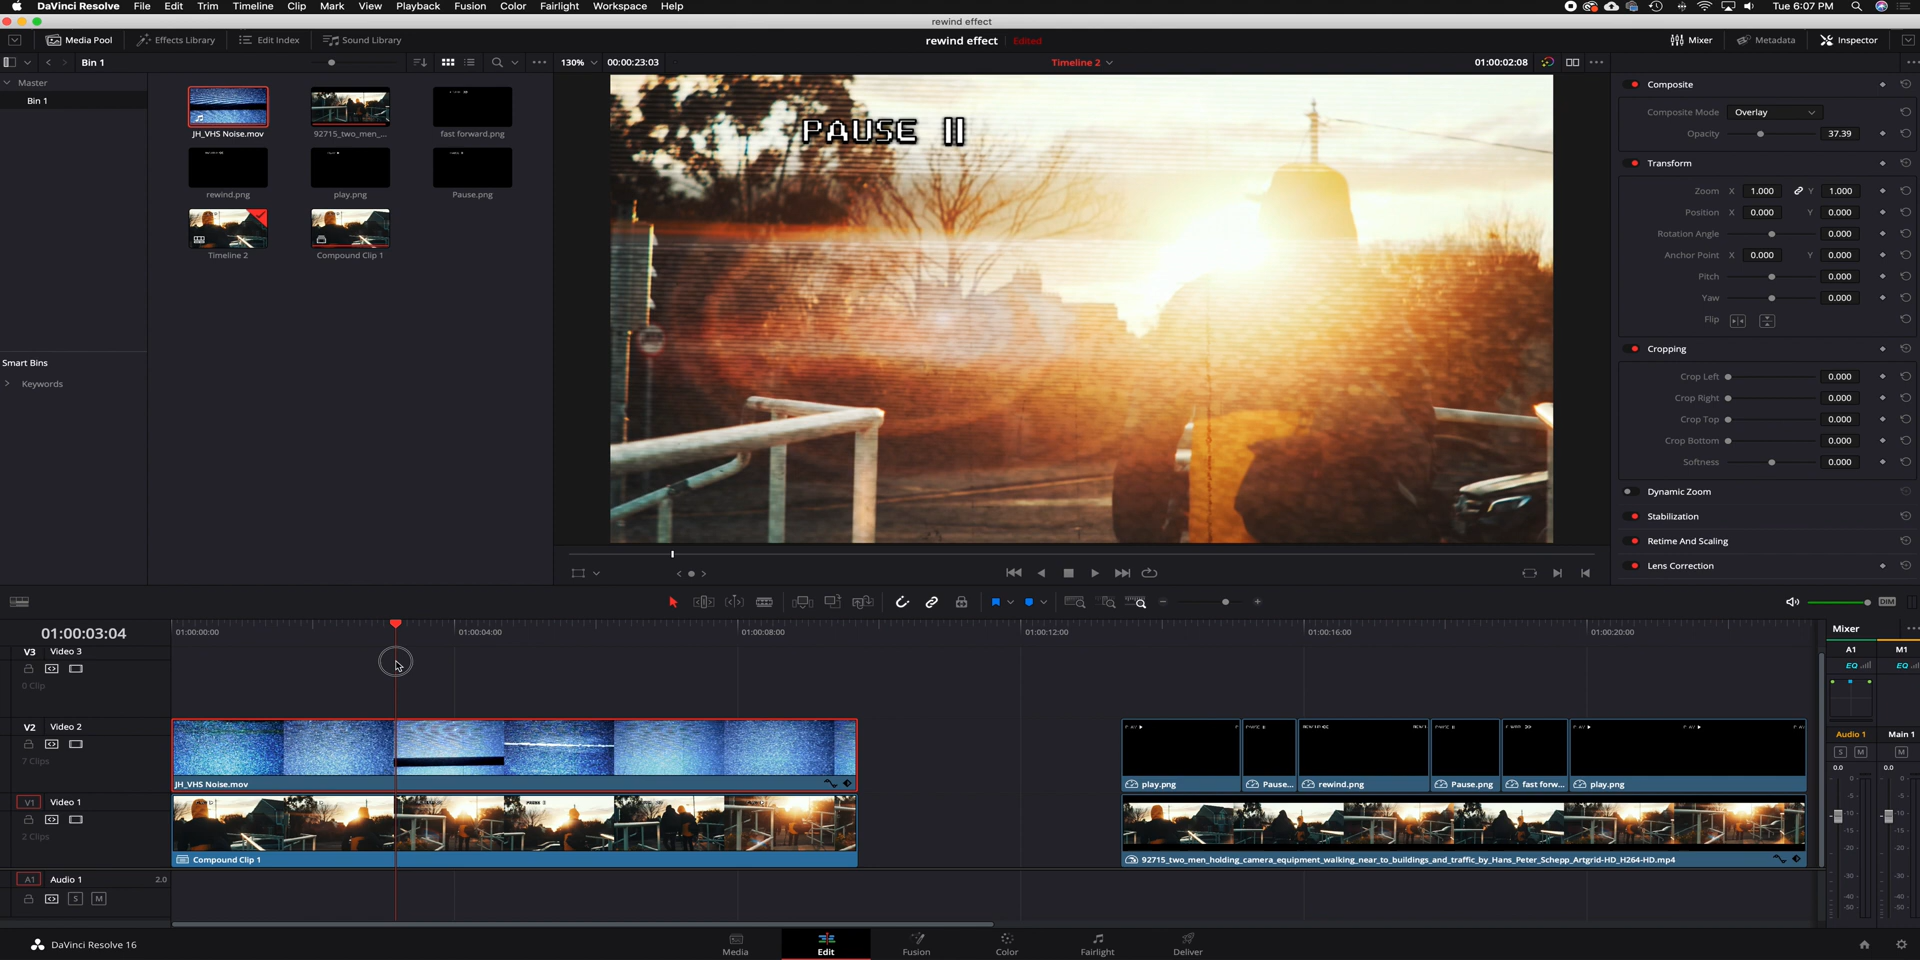 DaVinci Resolve File Edit Trim Timeline Clip Mark View Playback Fusion Color Fairlight Workspace Help
Tue 6:07 PM
rewind effect
Media Pool Effects Library Edit Index Sound Library
rewind effect Edited
Mixer Metadata Inspector
Bin 1
130% 00:00:23:03 Timeline 2 01:00:02:08
Master
Bin 1
JH_VHS Noise.mov 92715_two_men_... fast forward.png
rewind.png play.png Pause.png
Timeline 2 Compound Clip 1
Smart Bins
Keywords
PAUSE
Composite
Composite Mode Overlay
Opacity 37.39
Transform
Zoom X 1.000 Y 1.000
Position X 0.000 Y 0.000
Rotation Angle 0.000
Anchor Point X 0.000 Y 0.000
Pitch 0.000
Yaw 0.000
Flip
Cropping
Crop Left 0.000
Crop Right 0.000
Crop Top 0.000
Crop Bottom 0.000
Softness 0.000
Dynamic Zoom
Stabilization
Retime And Scaling
Lens Correction
DIM
01:00:03:04
01:00:00:00 01:00:04:00 01:00:08:00 01:00:12:00 01:00:16:00 01:00:20:00
V3 Video 3
0 Clip
V2 Video 2
7 Clips
JH_VHS Noise.mov
play.png Pause... rewind.png Pause.png fast forw... play.png
V1 Video 1
2 Clips
Compound Clip 1
92715_two_men_holding_camera_equipment_walking_near_to_buildings_and_traffic_by_Hans_Peter_Schepp_Artgrid-HD_H264-HD.mp4
A1 Audio 1 2.0
S M
Mixer
A1 M1
EQ EQ
Audio 1 Main 1
S M M
0.0 0.0
DaVinci Resolve 16
Media Edit Fusion Color Fairlight Deliver